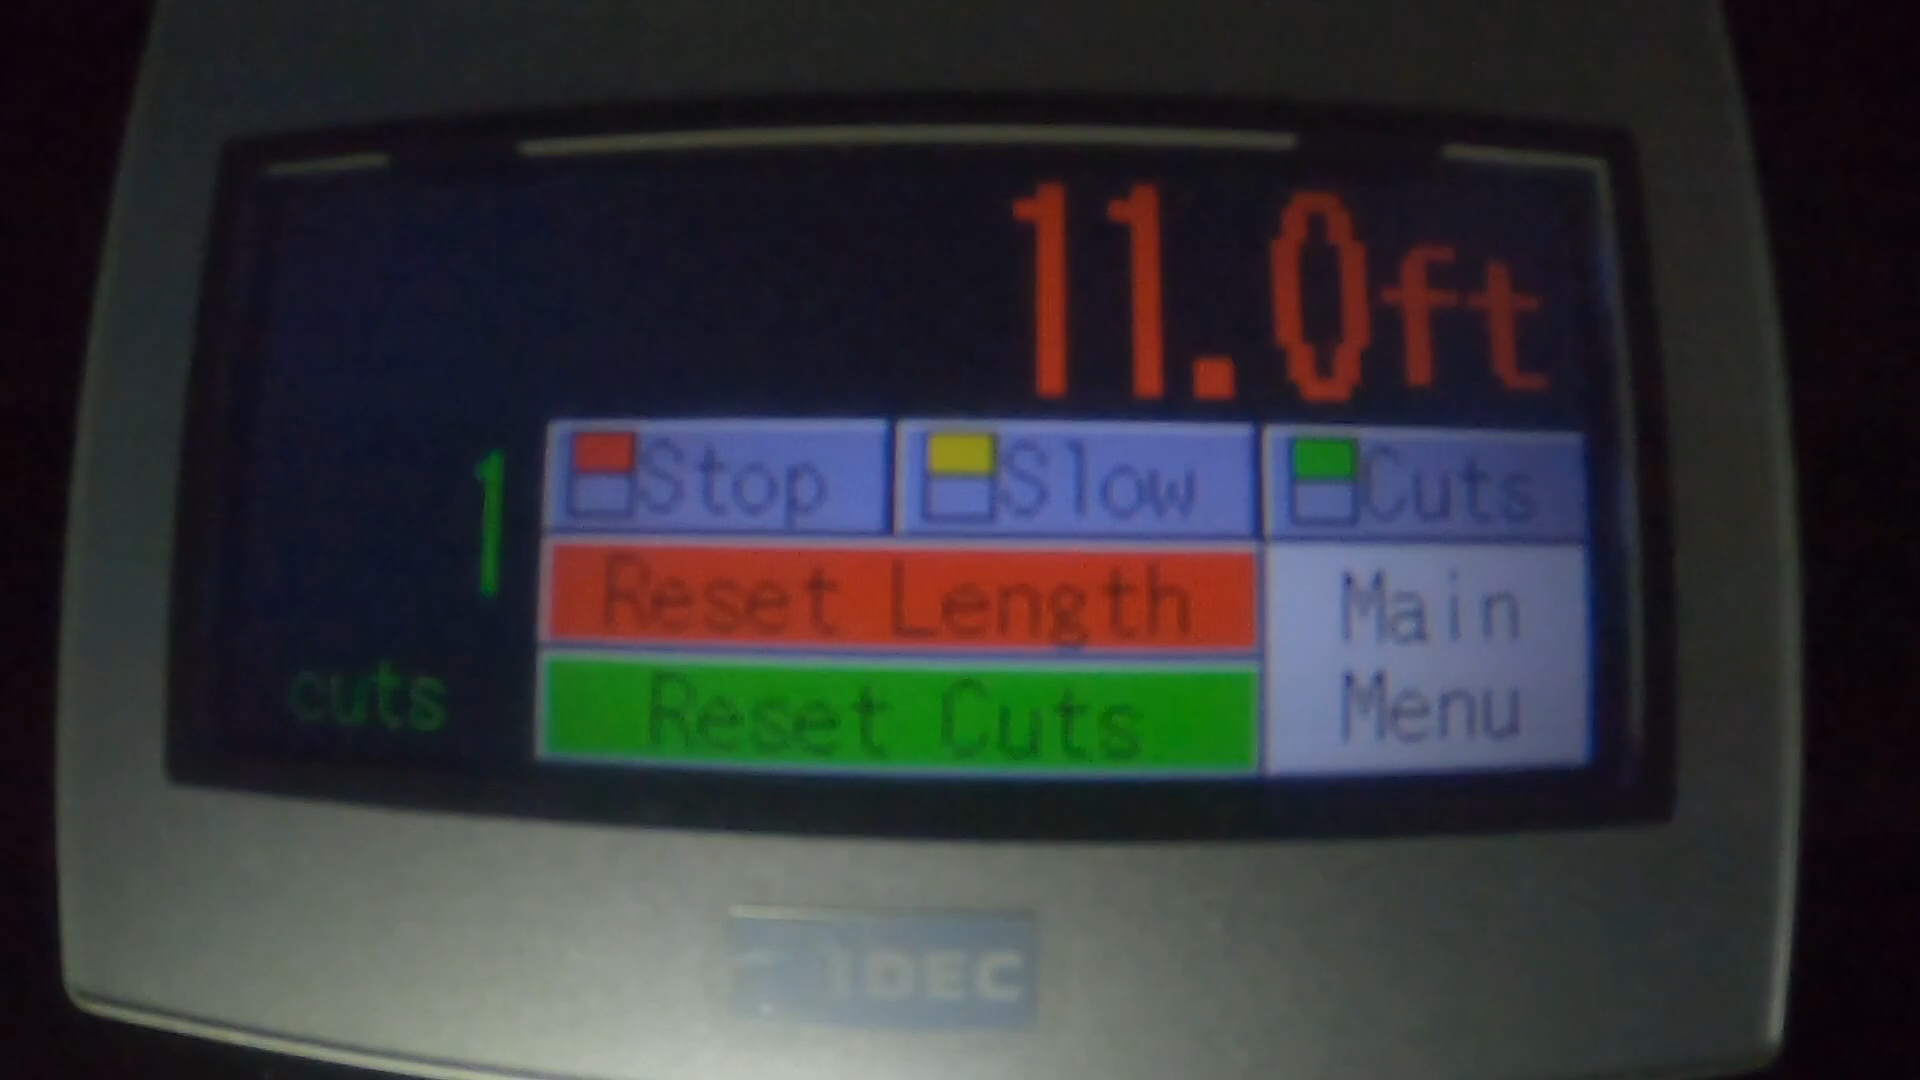 11.0ft
1
cuts
Stop
Slow
Cuts
Reset Length
Reset Cuts
Main
Menu
IDEC